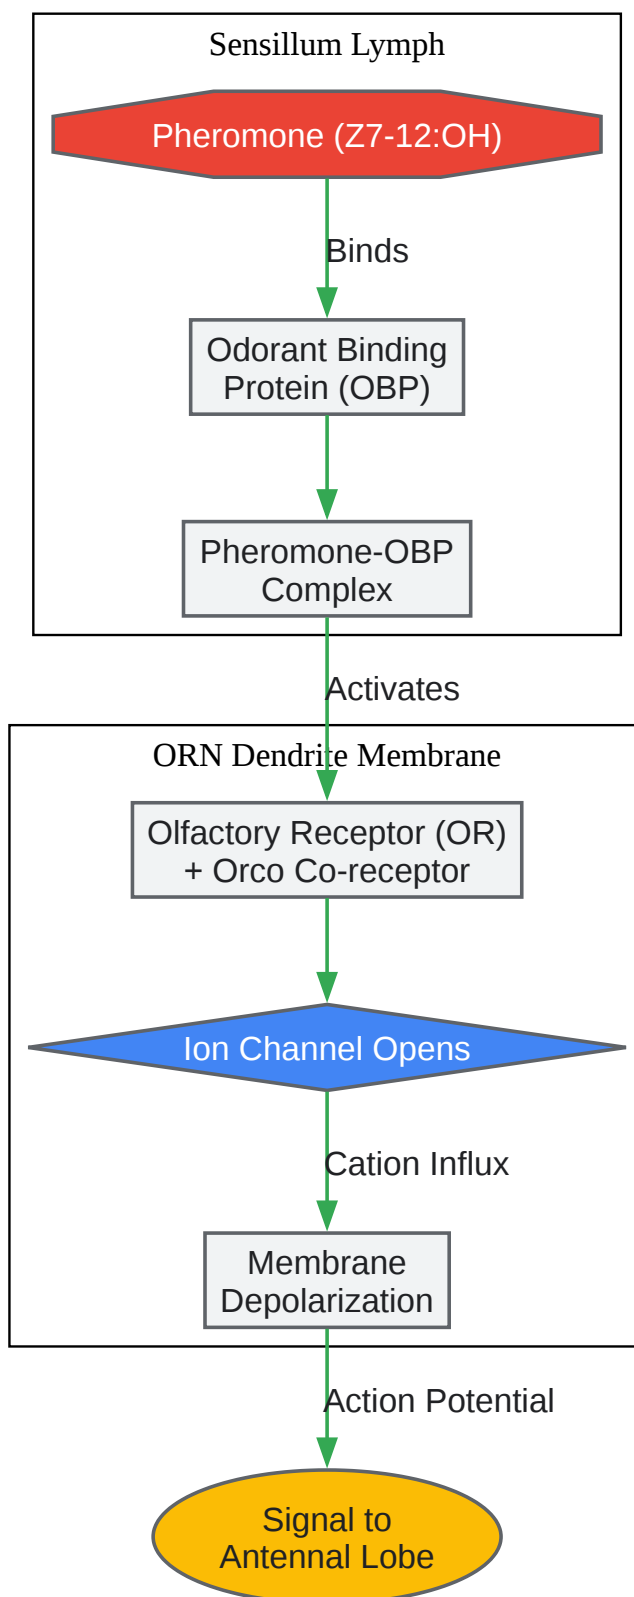 Sensillum Lymph
Pheromone (Z7-12:OH)
Binds
Odorant Binding
Protein (OBP)
Pheromone-OBP
Complex
Activates
ORN Dendrite Membrane
Olfactory Receptor (OR)
+ Orco Co-receptor
Ion Channel Opens
Cation Influx
Membrane
Depolarization
Action Potential
Signal to
Antennal Lobe